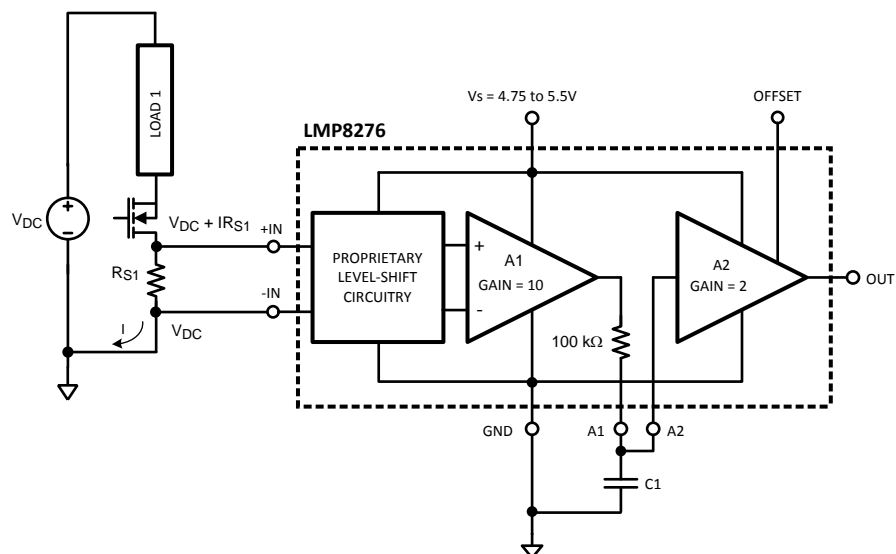 Vs = 4.75 to 5.5V
OFFSET
LMP8276
LOAD 1
VDC
+
-
VDC + IRS1
+IN
RS1
-IN
I
VDC
PROPRIETARY
LEVEL-SHIFT
CIRCUITRY
+
A1
GAIN = 10
-
A2
GAIN = 2
OUT
100 kΩ
GND
A1
A2
C1